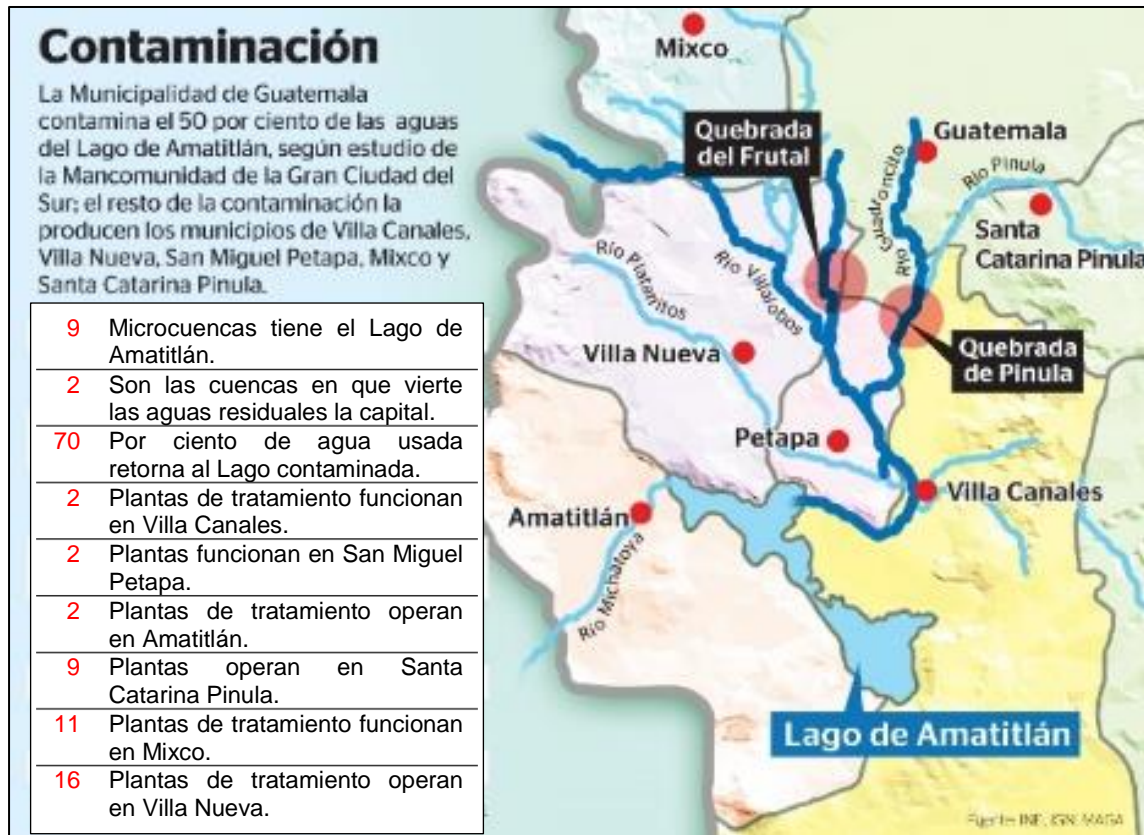 Contaminación
La Municipalidad de Guatemala
contamina el 50 por ciento de las aguas
del Lago de Amatitlán, según estudio de
la Mancomunidad de la Gran Ciudad del
Sur; el resto de la contaminación la
producen los municipios de Villa Canales,
Villa Nueva, San Miguel Petapa, Mixco y
Santa Catarina Pinula.
9 Microcuencas tiene el Lago de
Amatitlán.
2 Son las cuencas en que vierte
las aguas residuales la capital.
70 Por ciento de agua usada
retorna al Lago contaminada.
2 Plantas de tratamiento funcionan
en Villa Canales.
2 Plantas funcionan en San Miguel
Petapa.
2 Plantas de tratamiento operan
en Amatitlán.
9 Plantas operan en Santa
Catarina Pinula.
11 Plantas de tratamiento funcionan
en Mixco.
16 Plantas de tratamiento operan
en Villa Nueva.
Mixco
Quebrada
del Frutal
Guatemala
Río Guadroncito
Río Pinula
Santa
Catarina Pinula
Río Platanitos
Río Villalobos
Villa Nueva
Quebrada
de Pinula
Petapa
Villa Canales
Amatitlán
Río Michatoya
Lago de Amatitlán
Fuente: INE, IGN, MAGA